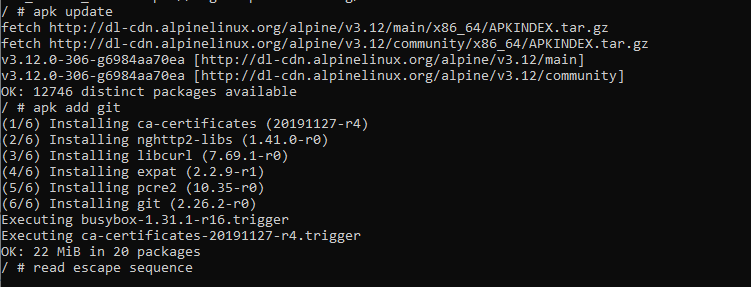 / # apk update
fetch http://dl-cdn.alpinelinux.org/alpine/v3.12/main/x86_64/APKINDEX.tar.gz
fetch http://dl-cdn.alpinelinux.org/alpine/v3.12/community/x86_64/APKINDEX.tar.gz
v3.12.0-306-g6984aa70ea [http://dl-cdn.alpinelinux.org/alpine/v3.12/main]
v3.12.0-306-g6984aa70ea [http://dl-cdn.alpinelinux.org/alpine/v3.12/community]
OK: 12746 distinct packages available
/ # apk add git
(1/6) Installing ca-certificates (20191127-r4)
(2/6) Installing nghttp2-libs (1.41.0-r0)
(3/6) Installing libcurl (7.69.1-r0)
(4/6) Installing expat (2.2.9-r1)
(5/6) Installing pcre2 (10.35-r0)
(6/6) Installing git (2.26.2-r0)
Executing busybox-1.31.1-r16.trigger
Executing ca-certificates-20191127-r4.trigger
OK: 22 MiB in 20 packages
/ # read escape sequence